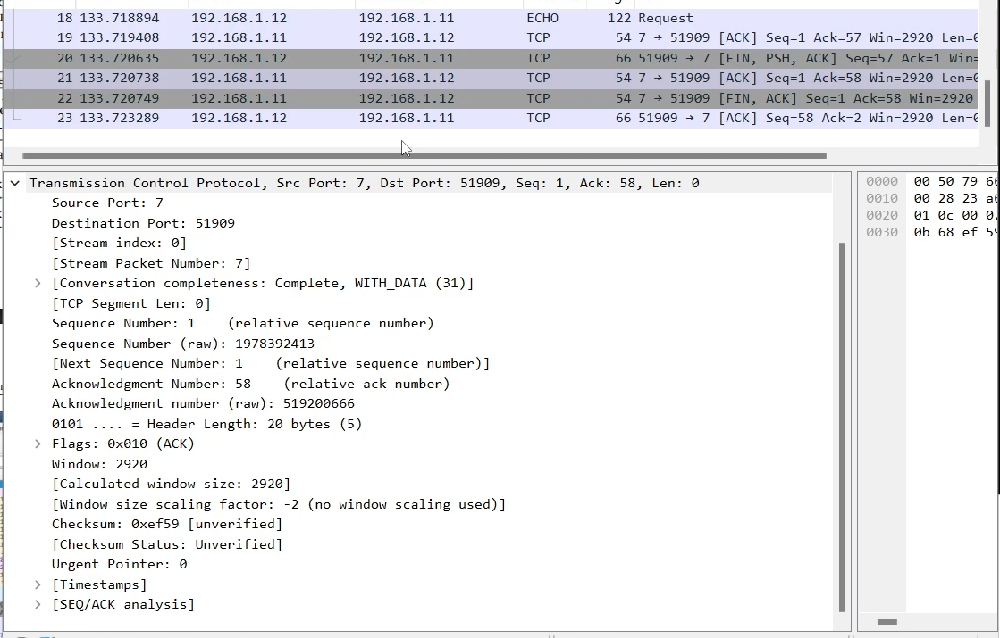 18 133.718894 192.168.1.12 192.168.1.11 ECHO 122 Request
19 133.719408 192.168.1.11 192.168.1.12 TCP 54 7 → 51909 [ACK] Seq=1 Ack=57 Win=2920 Len=0
20 133.720635 192.168.1.12 192.168.1.11 TCP 66 51909 → 7 [FIN, PSH, ACK] Seq=57 Ack=1 Win=
21 133.720738 192.168.1.11 192.168.1.12 TCP 54 7 → 51909 [ACK] Seq=1 Ack=58 Win=2920 Len=0
22 133.720749 192.168.1.11 192.168.1.12 TCP 54 7 → 51909 [FIN, ACK] Seq=1 Ack=58 Win=2920
23 133.723289 192.168.1.12 192.168.1.11 TCP 66 51909 → 7 [ACK] Seq=58 Ack=2 Win=2920 Len=0
Transmission Control Protocol, Src Port: 7, Dst Port: 51909, Seq: 1, Ack: 58, Len: 0
Source Port: 7
Destination Port: 51909
[Stream index: 0]
[Stream Packet Number: 7]
[Conversation completeness: Complete, WITH_DATA (31)]
[TCP Segment Len: 0]
Sequence Number: 1 (relative sequence number)
Sequence Number (raw): 1978392413
[Next Sequence Number: 1 (relative sequence number)]
Acknowledgment Number: 58 (relative ack number)
Acknowledgment number (raw): 519200666
0101 .... = Header Length: 20 bytes (5)
Flags: 0x010 (ACK)
Window: 2920
[Calculated window size: 2920]
[Window size scaling factor: -2 (no window scaling used)]
Checksum: 0xef59 [unverified]
[Checksum Status: Unverified]
Urgent Pointer: 0
[Timestamps]
[SEQ/ACK analysis]
0000 00 50 79 66
0010 00 28 23
0020 01 0c 00 07
0030 0b 68 ef 59